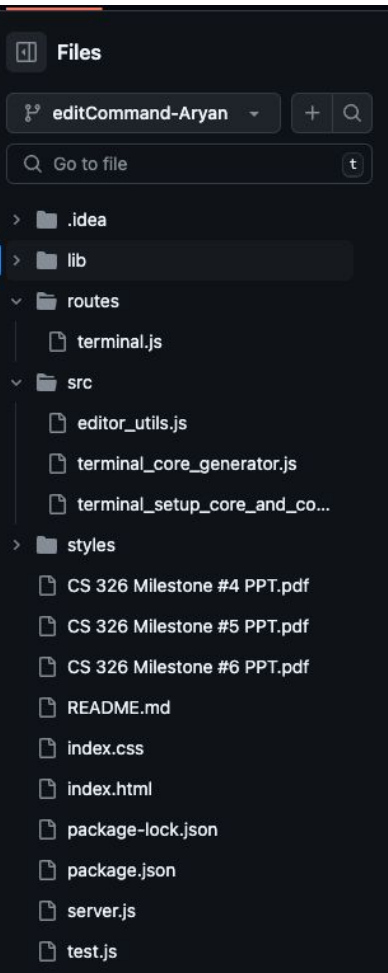 Files
editCommand-Aryan
Go to file
t
.idea
lib
routes
terminal.js
src
editor_utils.js
terminal_core_generator.js
terminal_setup_core_and_co...
styles
CS 326 Milestone #4 PPT.pdf
CS 326 Milestone #5 PPT.pdf
CS 326 Milestone #6 PPT.pdf
README.md
index.css
index.html
package-lock.json
package.json
server.js
test.js